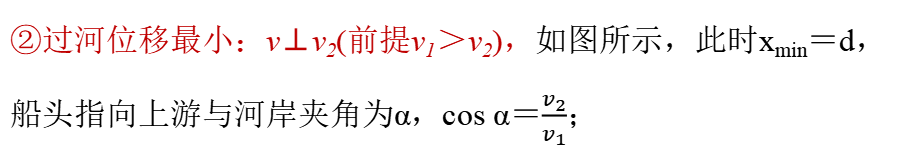 ②过河位移最小：v⊥v₂(前提v₁＞v₂)，如图所示，此时xₘᵢₙ＝d，
船头指向上游与河岸夹角为α，cos α＝v₂/v₁；